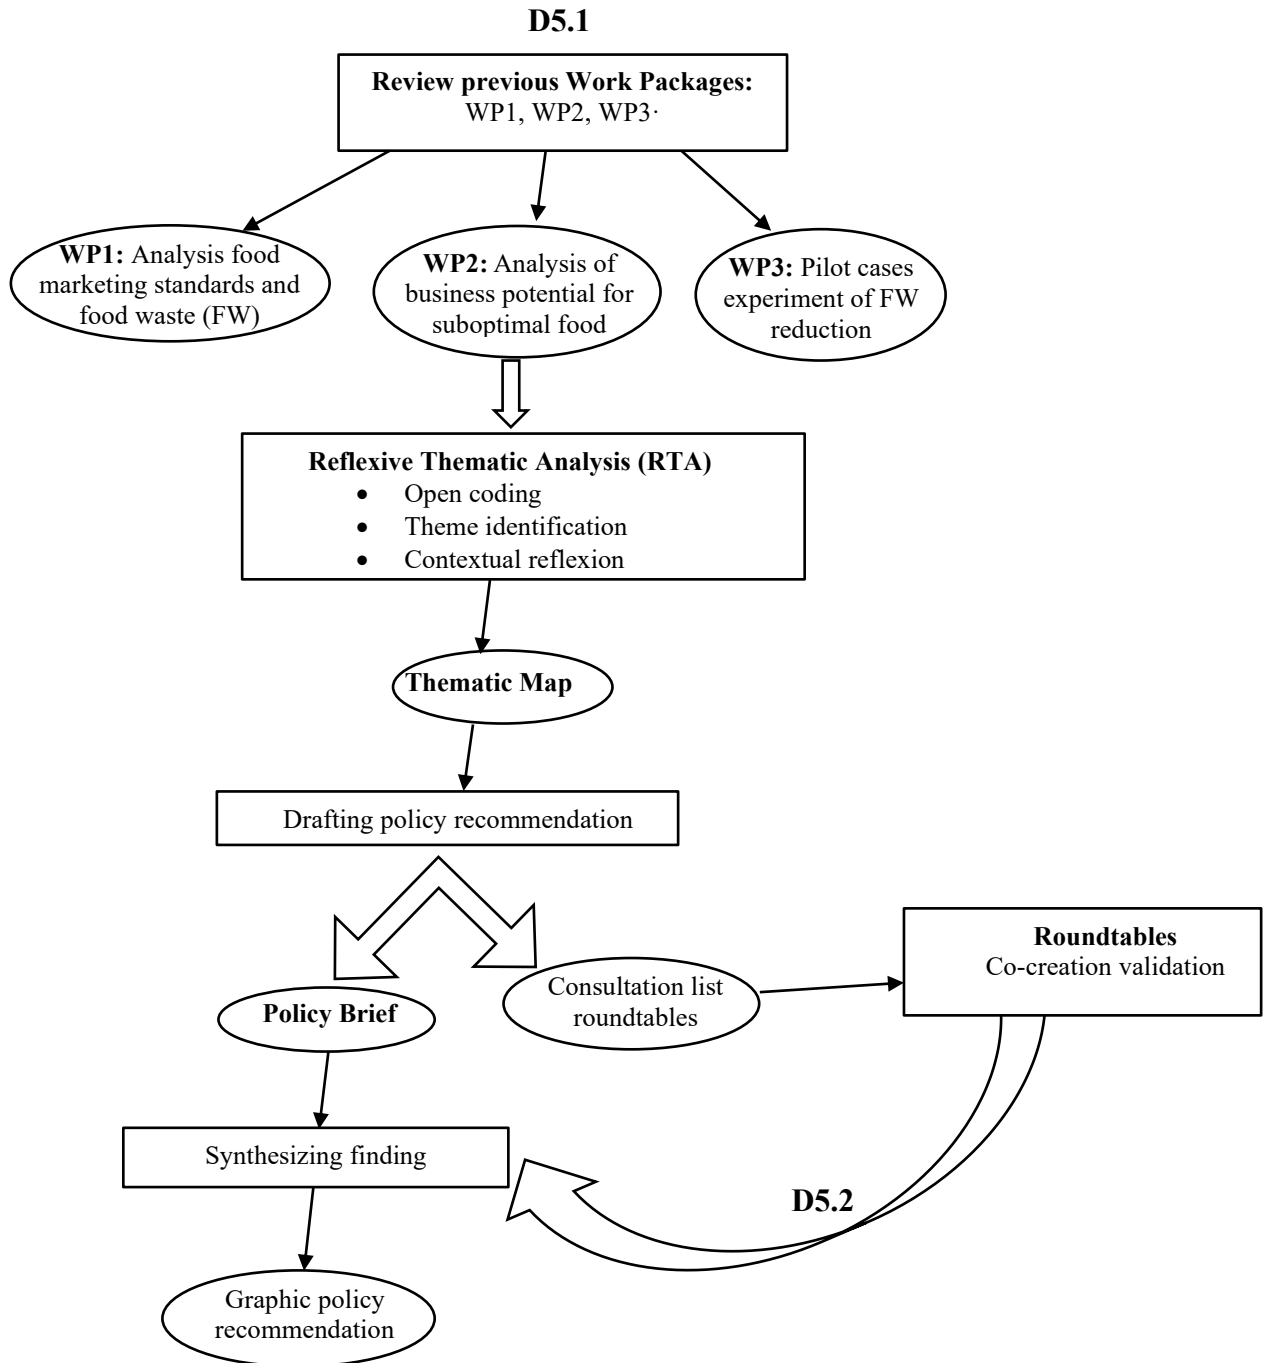 D5.1
Review previous Work Packages:
WP1, WP2, WP3·
WP1: Analysis food
marketing standards and
food waste (FW)
WP2: Analysis of
business potential for
suboptimal food
WP3: Pilot cases
experiment of FW
reduction
Reflexive Thematic Analysis (RTA)
• Open coding
• Theme identification
• Contextual reflexion
Thematic Map
Drafting policy recommendation
Policy Brief
Consultation list
roundtables
Roundtables
Co-creation validation
Synthesizing finding
D5.2
Graphic policy
recommendation